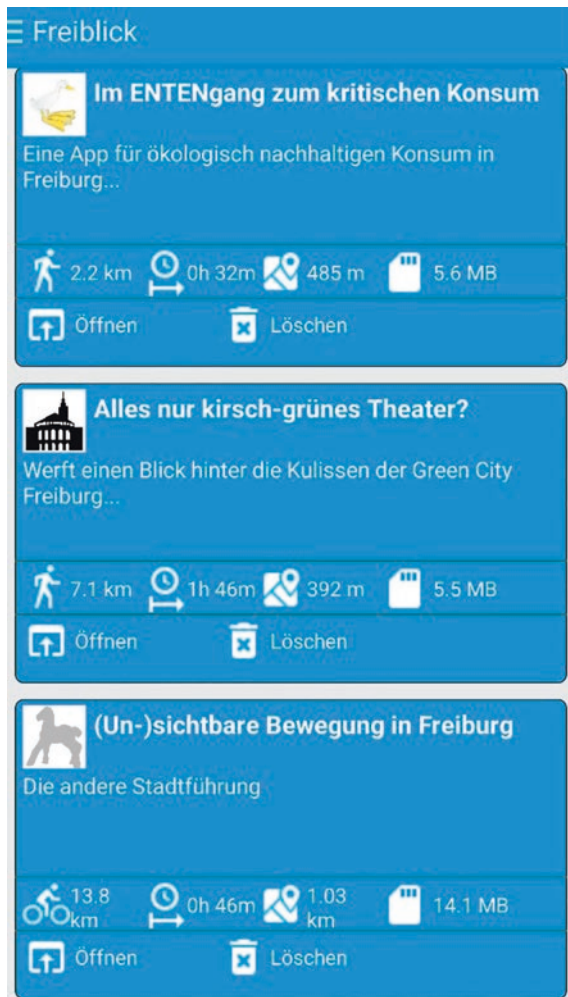 Freiblick
Im ENTENgang zum kritischen Konsum
Eine App für ökologisch nachhaltigen Konsum in
Freiburg...
2.2 km 0h 32m 485 m 5.6 MB
Öffnen Löschen
Alles nur kirsch-grünes Theater?
Werft einen Blick hinter die Kulissen der Green City
Freiburg...
7.1 km 1h 46m 392 m 5.5 MB
Öffnen Löschen
(Un-)sichtbare Bewegung in Freiburg
Die andere Stadtführung
13.8 km 0h 46m 1.03 km 14.1 MB
Öffnen Löschen